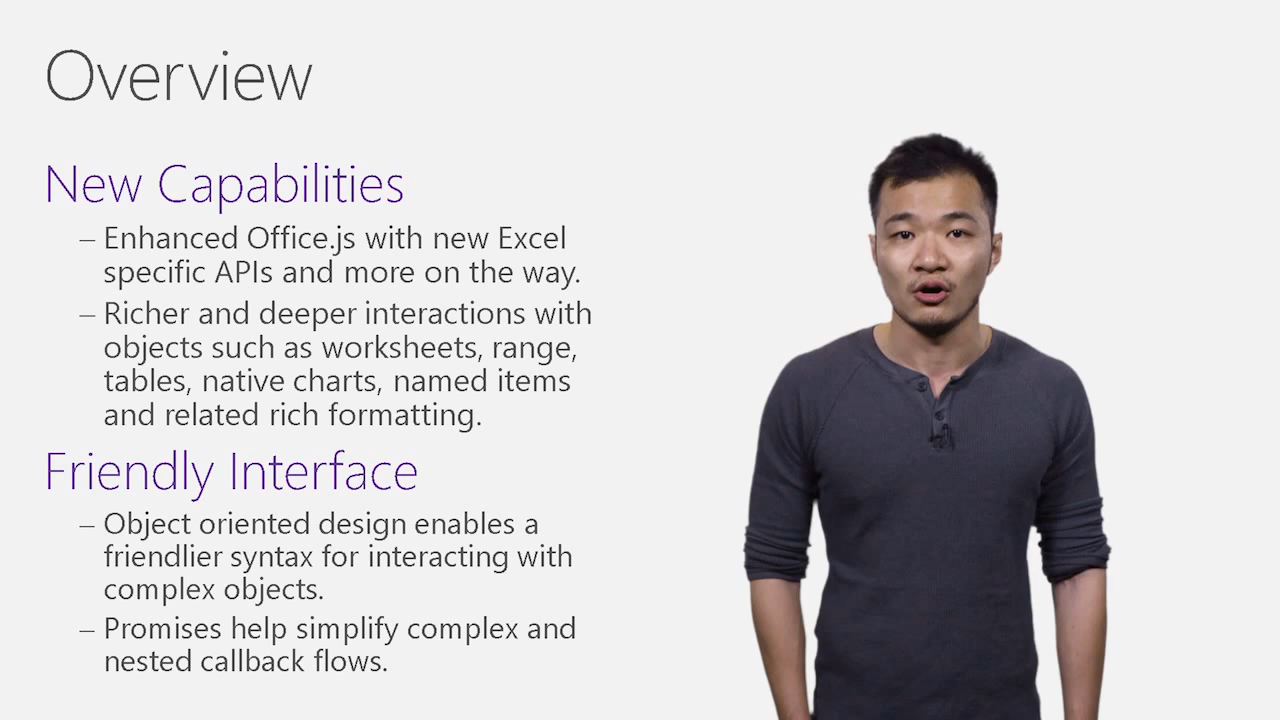 Overview
New Capabilities
– Enhanced Office.js with new Excel
specific APIs and more on the way.
– Richer and deeper interactions with
objects such as worksheets, range,
tables, native charts, named items
and related rich formatting.
Friendly Interface
– Object oriented design enables a
friendlier syntax for interacting with
complex objects.
– Promises help simplify complex and
nested callback flows.